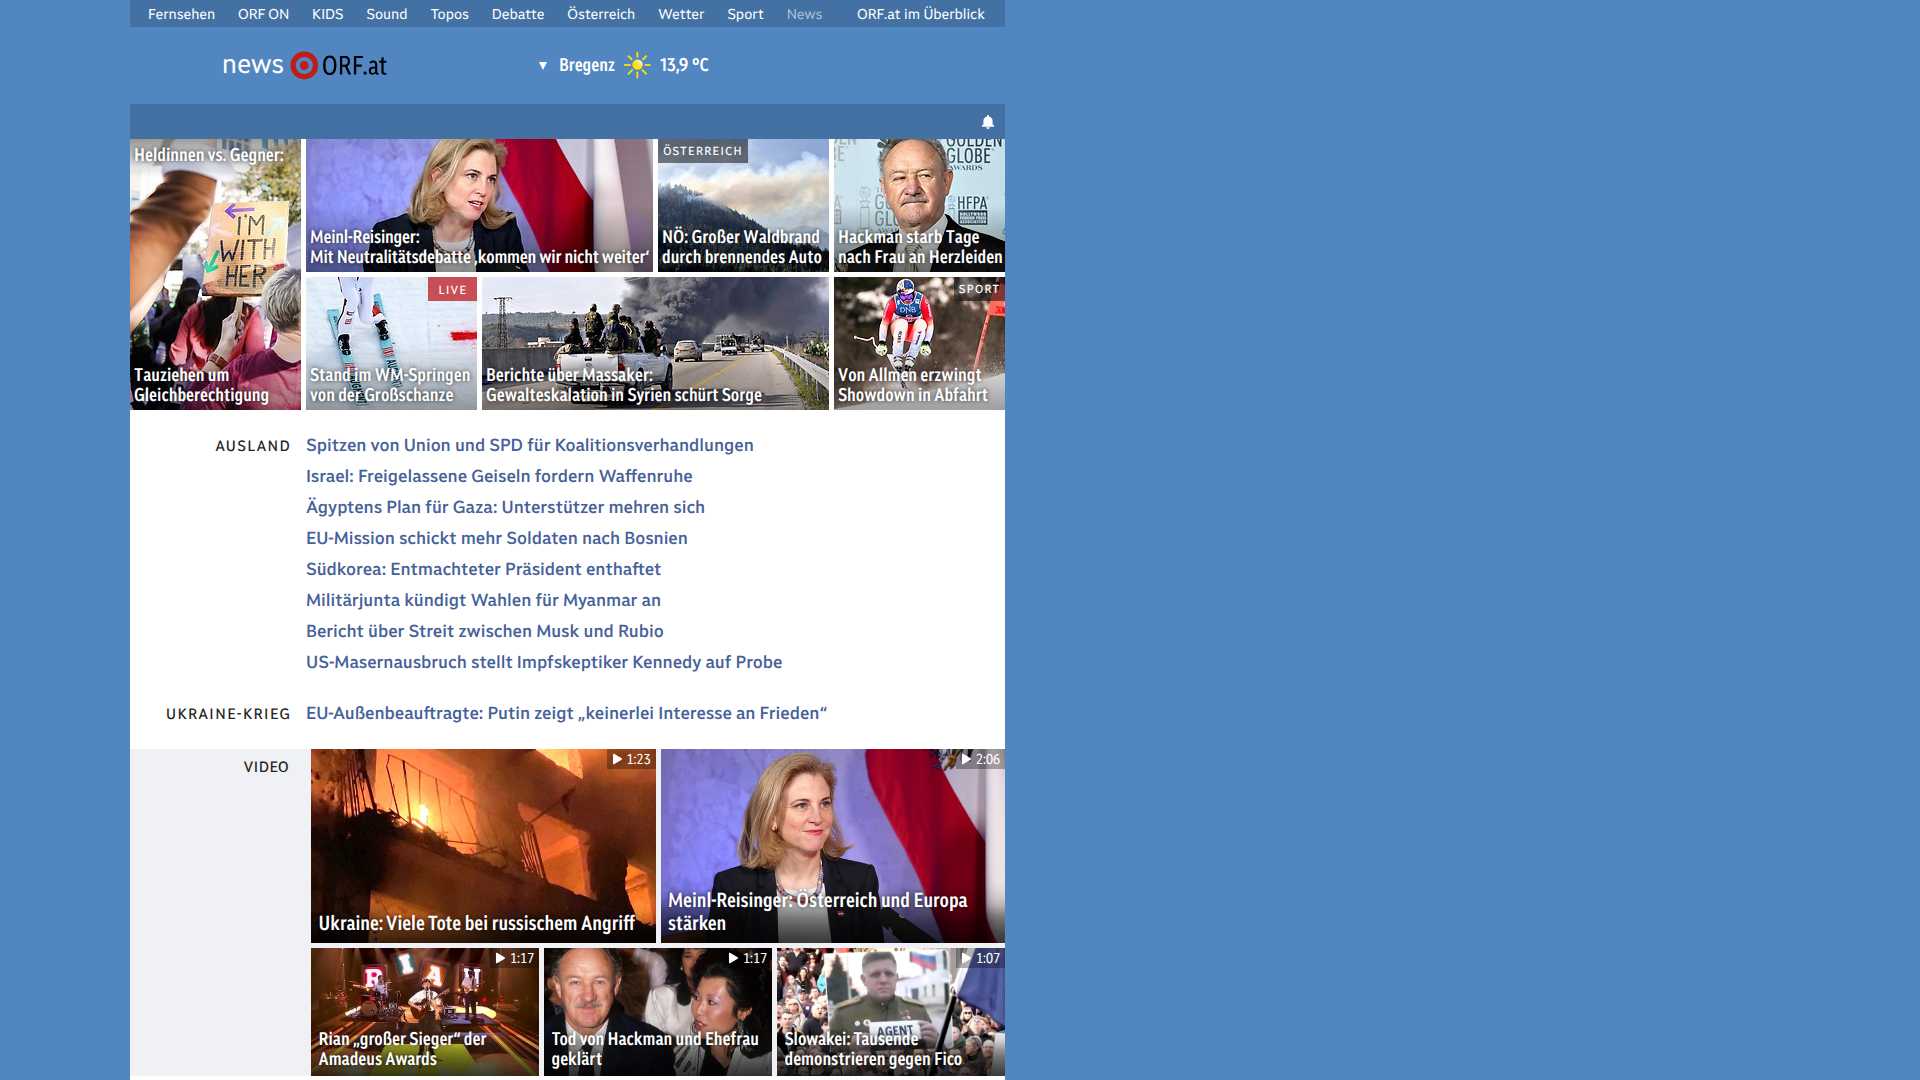 Fernsehen ORF ON KIDS Sound Topos Debatte Österreich Wetter Sport News ORF.at im Überblick
news ORF.at
Bregenz 13,9 °C
Heldinnen vs. Gegner:
I'M
WITH
HER
Tauziehen um
Gleichberechtigung
Meinl-Reisinger:
Mit Neutralitätsdebatte ‚kommen wir nicht weiter‘
ÖSTERREICH
NÖ: Großer Waldbrand
durch brennendes Auto
GOLDEN
GLOBE
AWARDS
HFPA
Hackman starb Tage
nach Frau an Herzleiden
LIVE
Stand im WM-Springen
von der Großschanze
Berichte über Massaker:
Gewalteskalation in Syrien schürt Sorge
SPORT
DNB
Von Allmen erzwingt
Showdown in Abfahrt
AUSLAND
Spitzen von Union und SPD für Koalitionsverhandlungen
Israel: Freigelassene Geiseln fordern Waffenruhe
Ägyptens Plan für Gaza: Unterstützer mehren sich
EU-Mission schickt mehr Soldaten nach Bosnien
Südkorea: Entmachteter Präsident enthaftet
Militärjunta kündigt Wahlen für Myanmar an
Bericht über Streit zwischen Musk und Rubio
US-Masernausbruch stellt Impfskeptiker Kennedy auf Probe
UKRAINE-KRIEG
EU-Außenbeauftragte: Putin zeigt „keinerlei Interesse an Frieden“
VIDEO
1:23
Ukraine: Viele Tote bei russischem Angriff
2:06
Meinl-Reisinger: Österreich und Europa
stärken
1:17
RIAN
Rian „großer Sieger“ der
Amadeus Awards
1:17
Tod von Hackman und Ehefrau
geklärt
1:07
AGENT
Slowakei: Tausende
demonstrieren gegen Fico